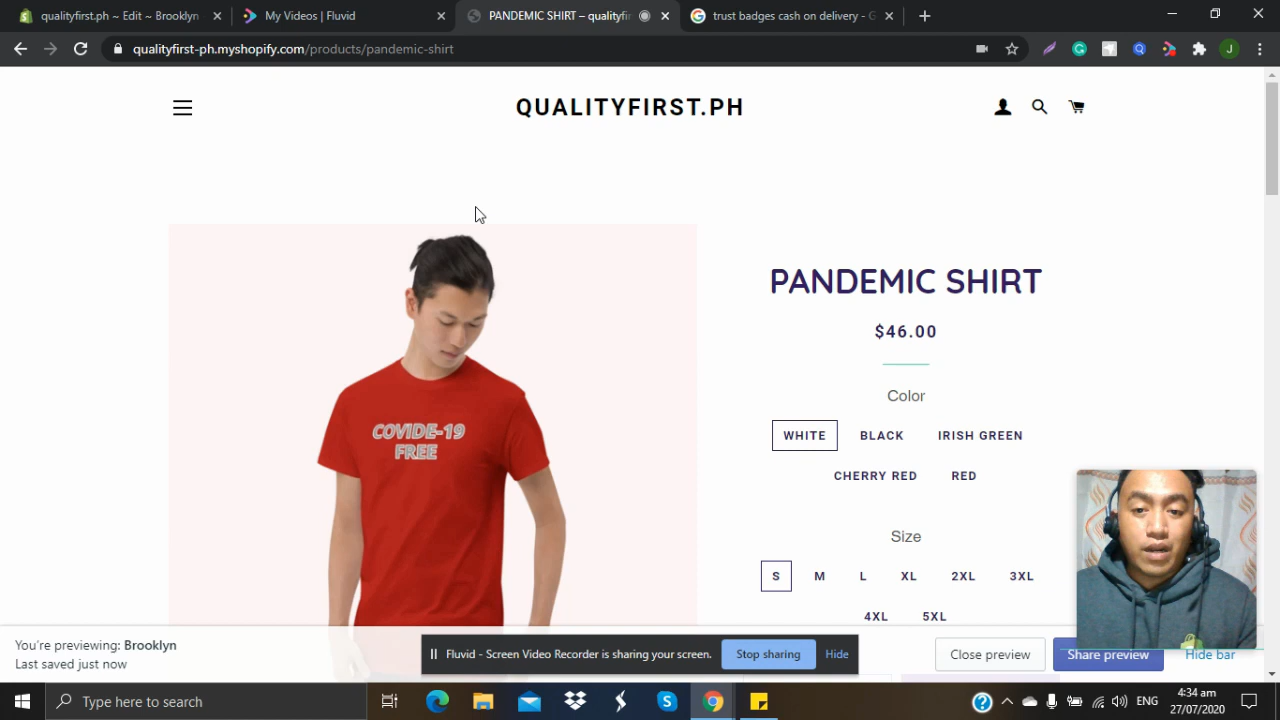 qualityfirst.ph ~ Edit ~ Brooklyn
My Videos | Fluvid
PANDEMIC SHIRT – qualityfir
trust badges cash on delivery - G
qualityfirst-ph.myshopify.com/products/pandemic-shirt
J
QUALITYFIRST.PH
COVIDE-19
FREE
PANDEMIC SHIRT
$46.00
Color
WHITE
BLACK
IRISH GREEN
CHERRY RED
RED
Size
S
M
L
XL
2XL
3XL
4XL
5XL
You're previewing: Brooklyn
Last saved just now
Fluvid - Screen Video Recorder is sharing your screen.
Stop sharing
Hide
Close preview
Share preview
Hide bar
Type here to search
ENG
4:34 am
27/07/2020